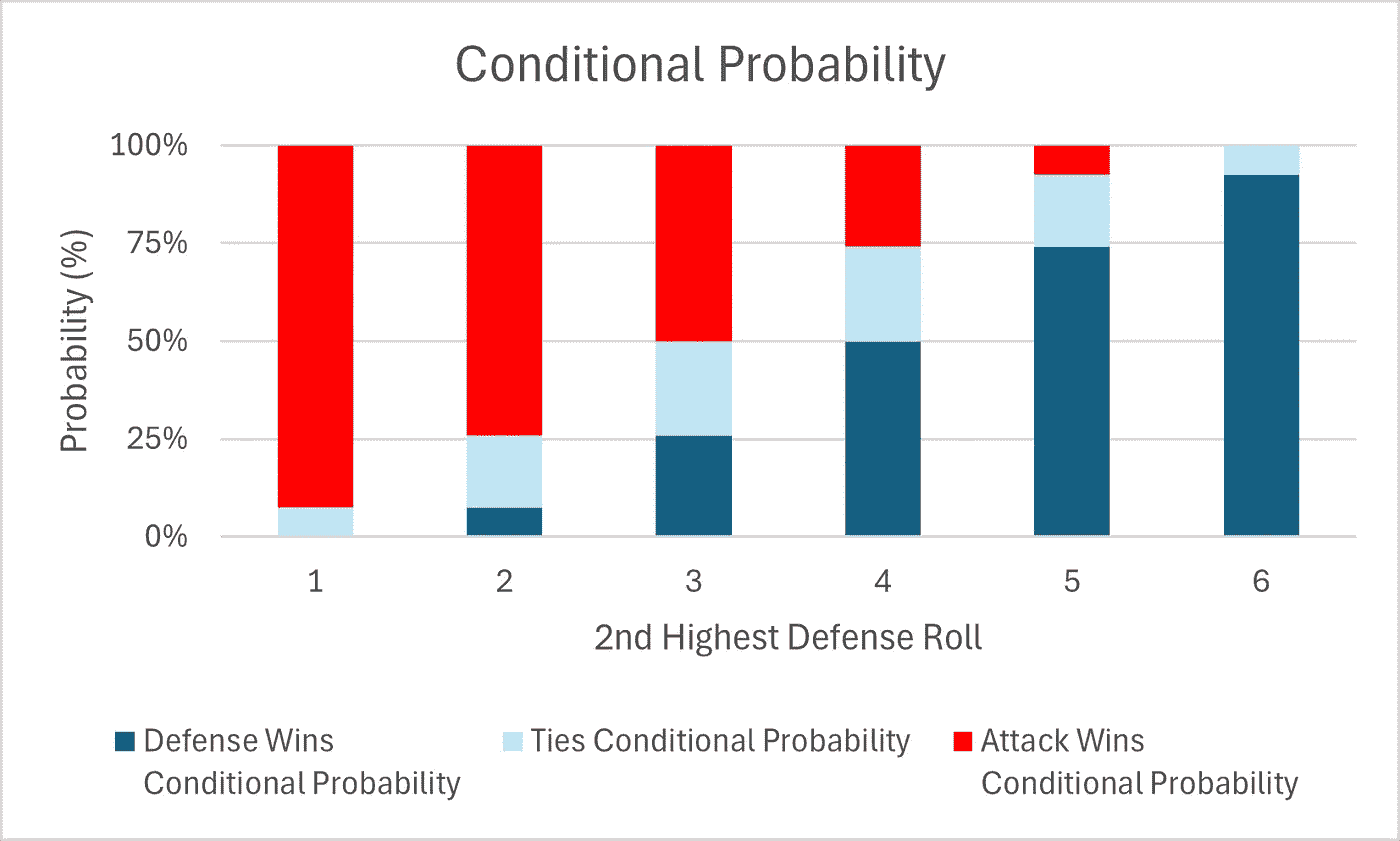 Conditional Probability
100%
75%
50%
25%
0%
Probability (%)
1 2 3 4 5 6
2nd Highest Defense Roll
Defense Wins
Conditional Probability
Ties Conditional Probability
Attack Wins
Conditional Probability